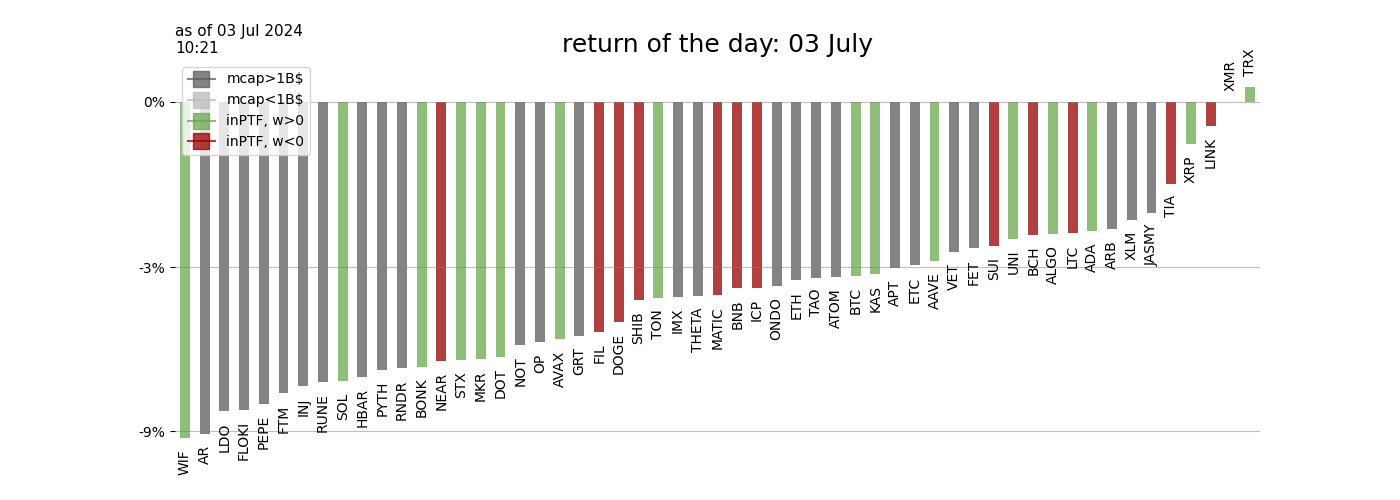 as of 03 Jul 2024
10:21
return of the day: 03 July
mcap>1B$
mcap<1B$
inPTF, w>0
inPTF, w<0
0%
-3%
-9%
WIF
AR
LDO
FLOKI
PEPE
FTM
INJ
RUNE
SOL
HBAR
PYTH
RNDR
BONK
NEAR
STX
MKR
DOT
NOT
OP
AVAX
GRT
FIL
DOGE
SHIB
TON
IMX
THETA
MATIC
BNB
ICP
ONDO
ETH
TAO
ATOM
BTC
KAS
APT
ETC
AAVE
VET
FET
SUI
UNI
BCH
ALGO
LTC
ADA
ARB
XLM
JASMY
TIA
XRP
LINK
XMR
TRX